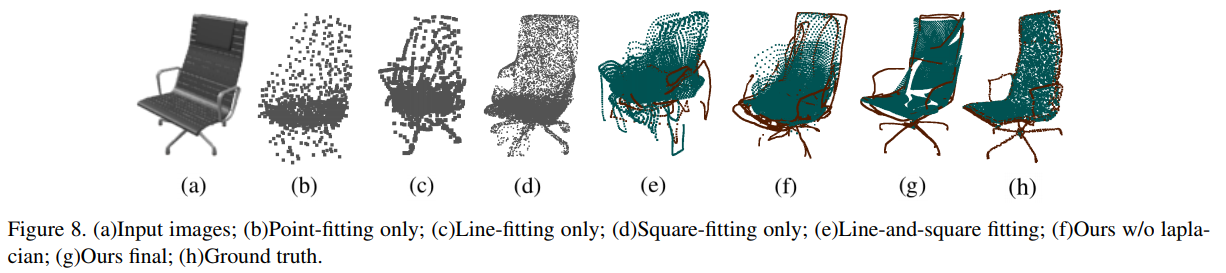 (a) (b) (c) (d) (e) (f) (g) (h)
Figure 8. (a)Input images; (b)Point-fitting only; (c)Line-fitting only; (d)Square-fitting only; (e)Line-and-square fitting; (f)Ours w/o lapla-
cian; (g)Ours final; (h)Ground truth.